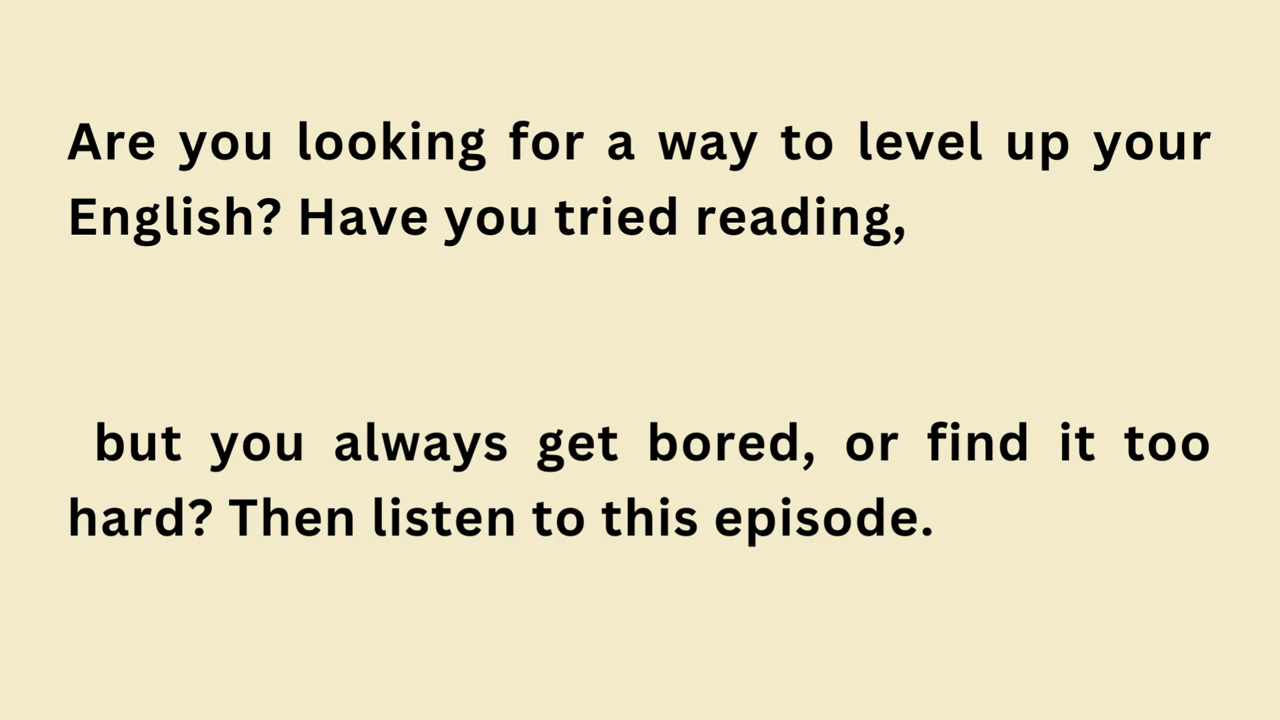 Are you looking for a way to level up your
English? Have you tried reading,
but you always get bored, or find it too
hard? Then listen to this episode.